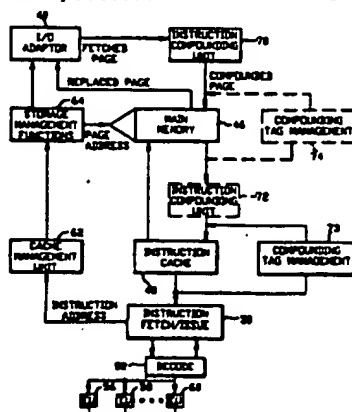 I/O
ADAPTOR
FETCHED
PAGE
INSTRUCTION
COMPOUNDING
UNIT
70
REPLACED PAGE
COMPOUNDED
PAGE
64
STORAGE
MANAGEMENT
FUNCTIONS
PAGE
ADDRESS
MAIN
MEMORY
46
COMPOUNDING
TAG MANAGEMENT
74
INSTRUCTION
COMPOUNDING
UNIT
72
62
CACHE
MANAGEMENT
UNIT
INSTRUCTION
CACHE
COMPOUNDING
TAG MANAGEMENT
73
INSTRUCTION
ADDRESS
INSTRUCTION
FETCH/ISSUE
DECODE